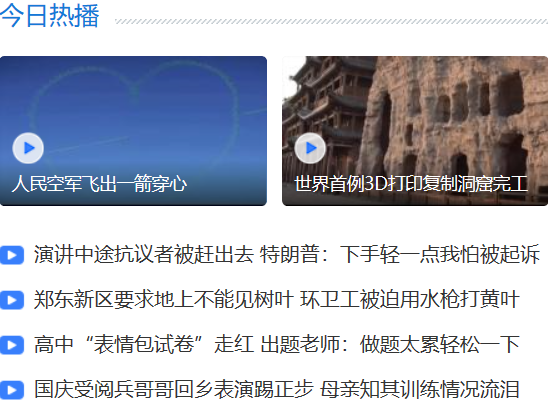 今日热播
人民空军飞出一箭穿心
世界首例3D打印复制洞窟完工
演讲中途抗议者被赶出去 特朗普：下手轻一点我怕被起诉
郑东新区要求地上不能见树叶 环卫工被迫用水枪打黄叶
高中“表情包试卷”走红 出题老师：做题太累轻松一下
国庆受阅兵哥哥回乡表演踢正步 母亲知其训练情况流泪